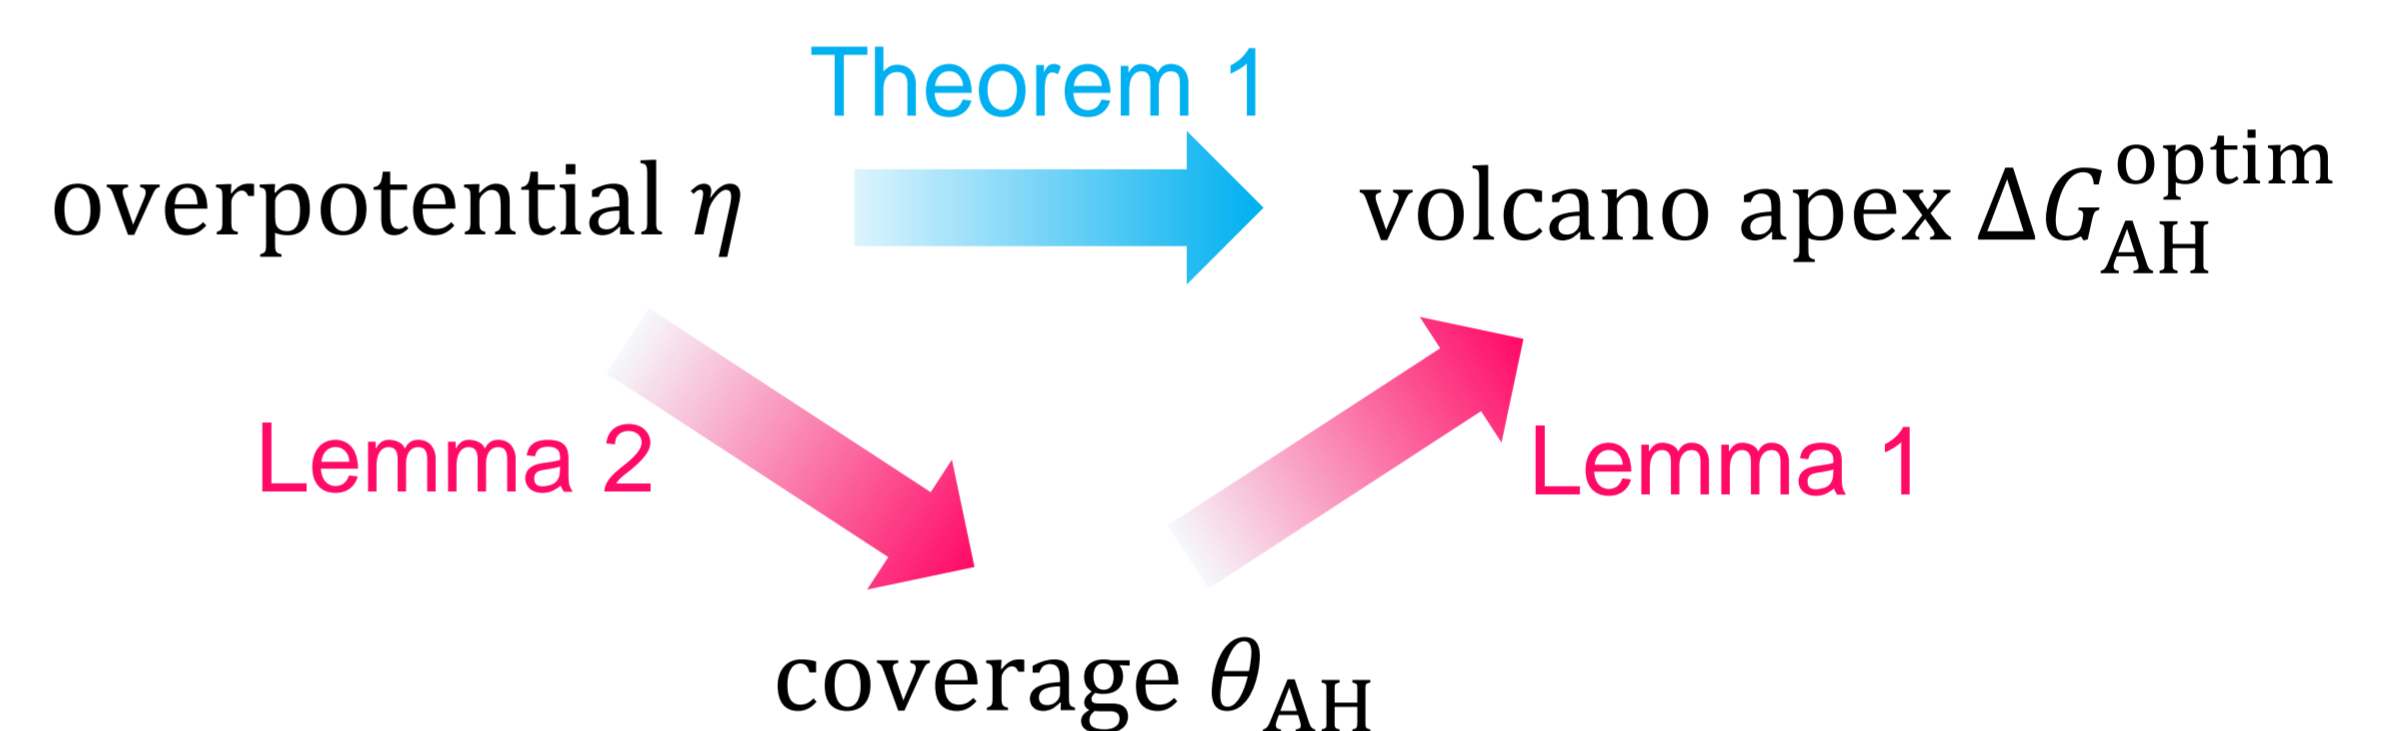 Theorem 1
overpotential η
volcano apex ΔG_AH^optim
Lemma 2
Lemma 1
coverage θ_AH